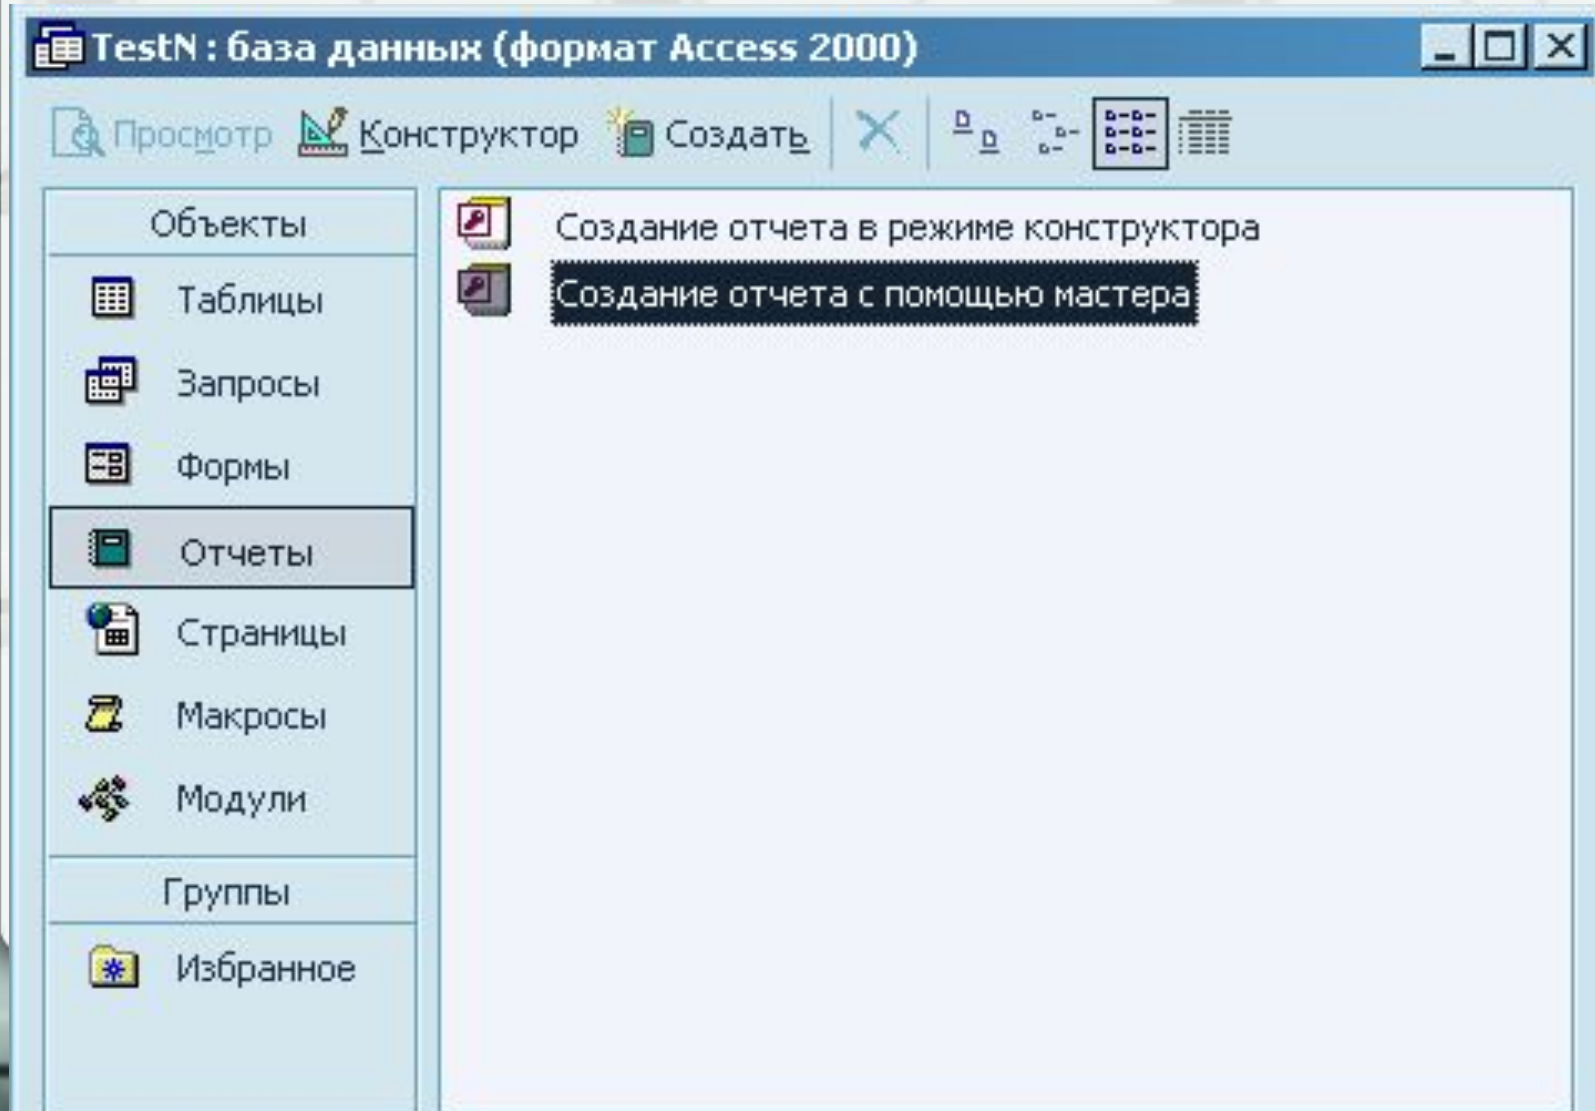 TestN : база данных (формат Access 2000)
Просмотр Конструктор Создать
Объекты
Таблицы
Запросы
Формы
Отчеты
Страницы
Макросы
Модули
Группы
Избранное
Создание отчета в режиме конструктора
Создание отчета с помощью мастера